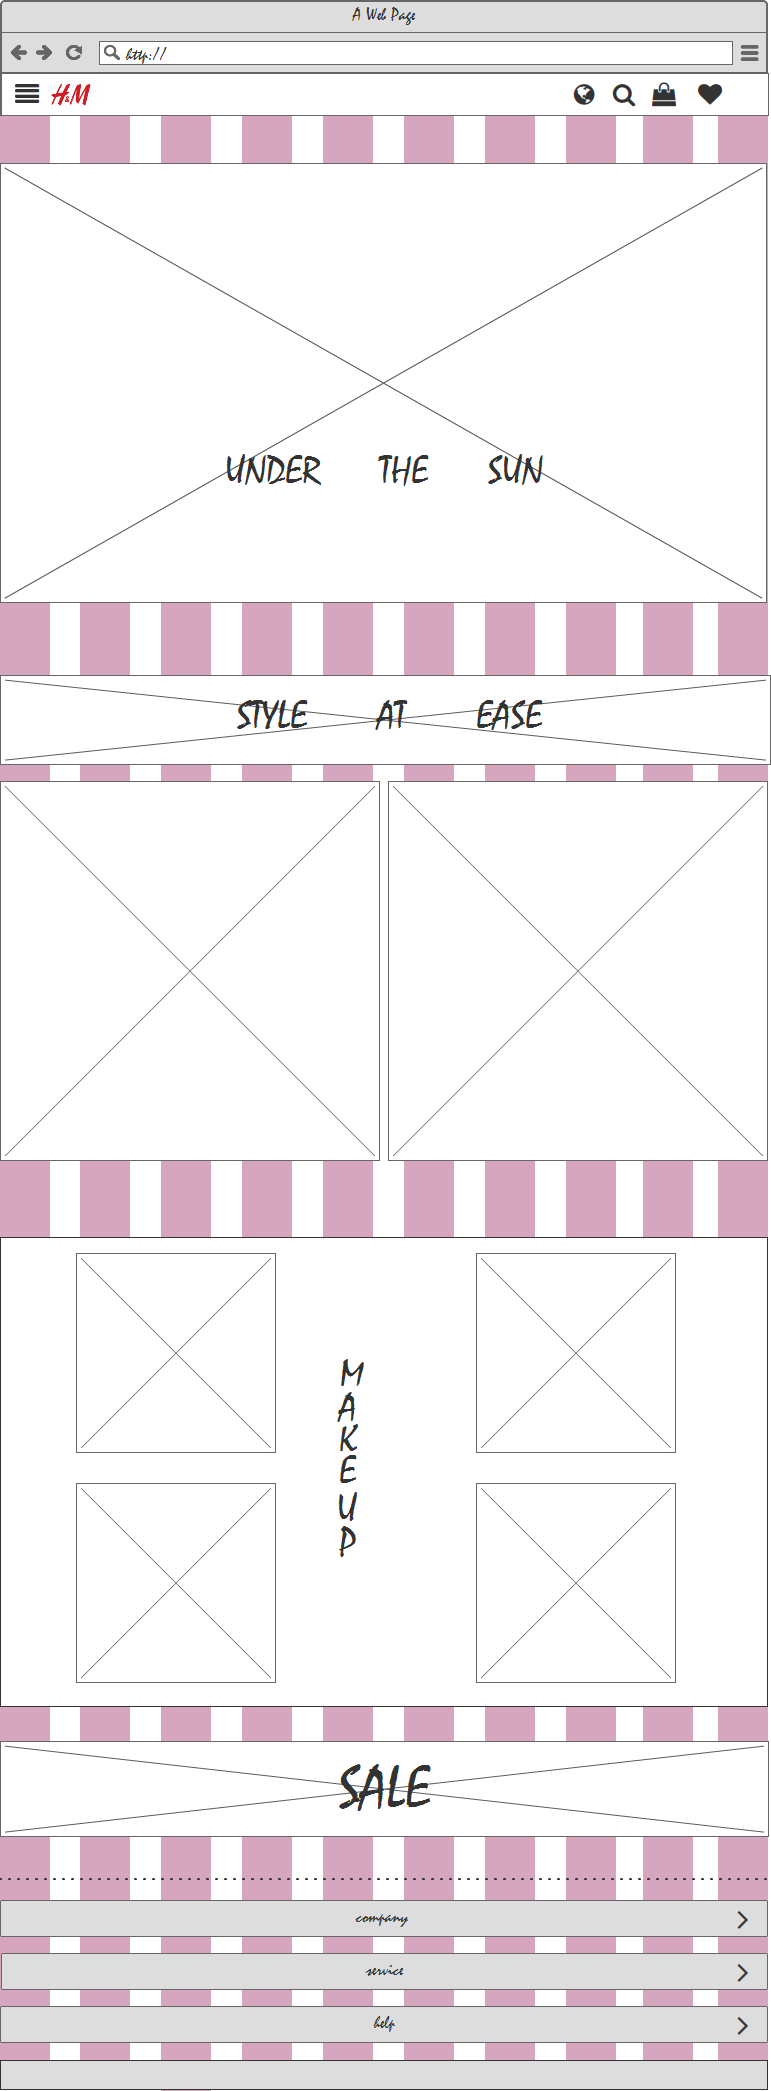 A Web Page
http://
H&M
UNDER THE SUN
STYLE AT EASE
M
A
K
E
U
P
SALE
company
service
help